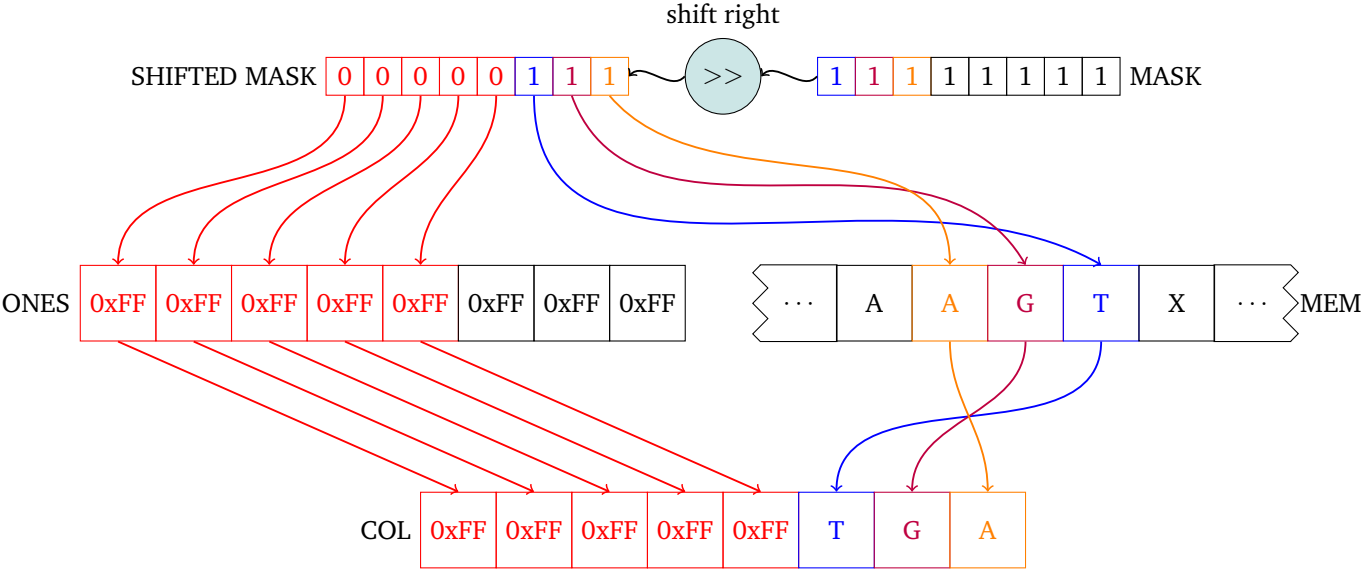 shift right
SHIFTED MASK 0 0 0 0 0 1 1 1 >> 1 1 1 1 1 1 1 1 MASK
ONES 0xFF 0xFF 0xFF 0xFF 0xFF 0xFF 0xFF 0xFF ... A A G T X ... MEM
COL 0xFF 0xFF 0xFF 0xFF 0xFF T G A